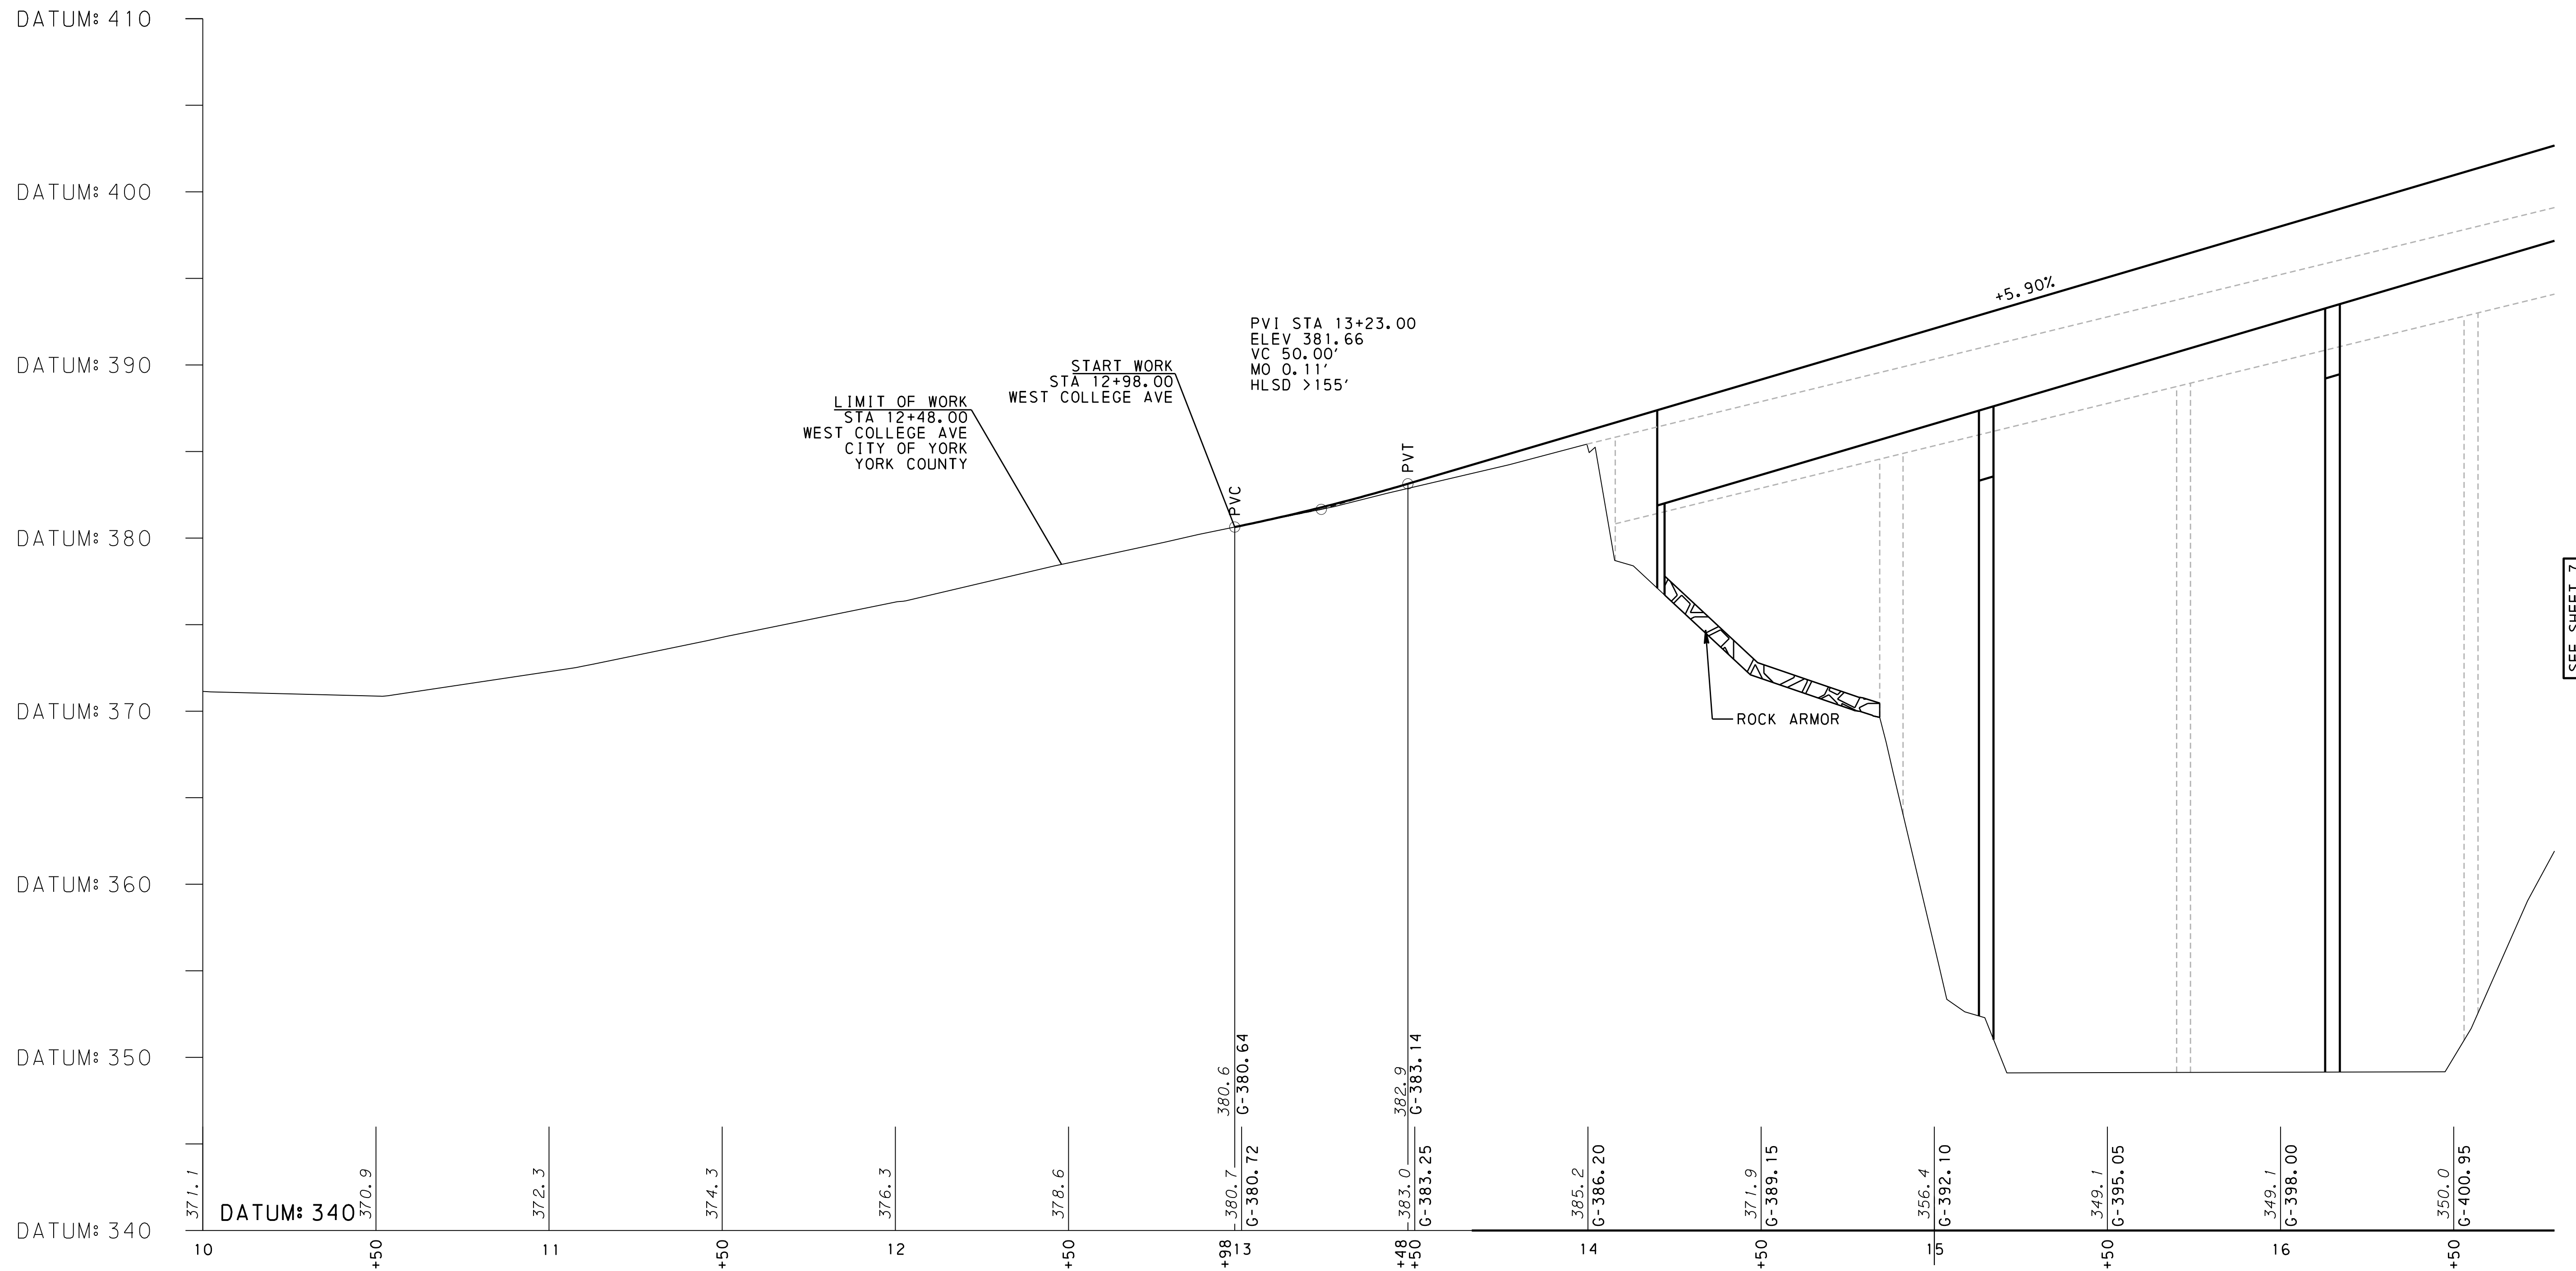 DATUM: 410
DATUM: 400
DATUM: 390
DATUM: 380
DATUM: 370
DATUM: 360
DATUM: 350
DATUM: 340
LIMIT OF WORK
STA 12+48.00
WEST COLLEGE AVE
CITY OF YORK
YORK COUNTY
START WORK
STA 12+98.00
WEST COLLEGE AVE
PVI STA 13+23.00
ELEV 381.66
VC 50.00'
MO 0.11'
HLSD >155'
PVC
PVT
+5.90%
ROCK ARMOR
SEE SHEET 7
380.6
G-380.64
382.9
G-383.14
371.1
DATUM: 340
370.9
372.3
374.3
376.3
378.6
380.7
G-380.72
383.0
G-383.25
385.2
G-386.20
371.9
G-389.15
356.4
G-392.10
349.1
G-395.05
349.1
G-398.00
350.0
G-400.95
10
+50
11
+50
12
+50
+98
13
+48
+50
14
+50
15
+50
16
+50